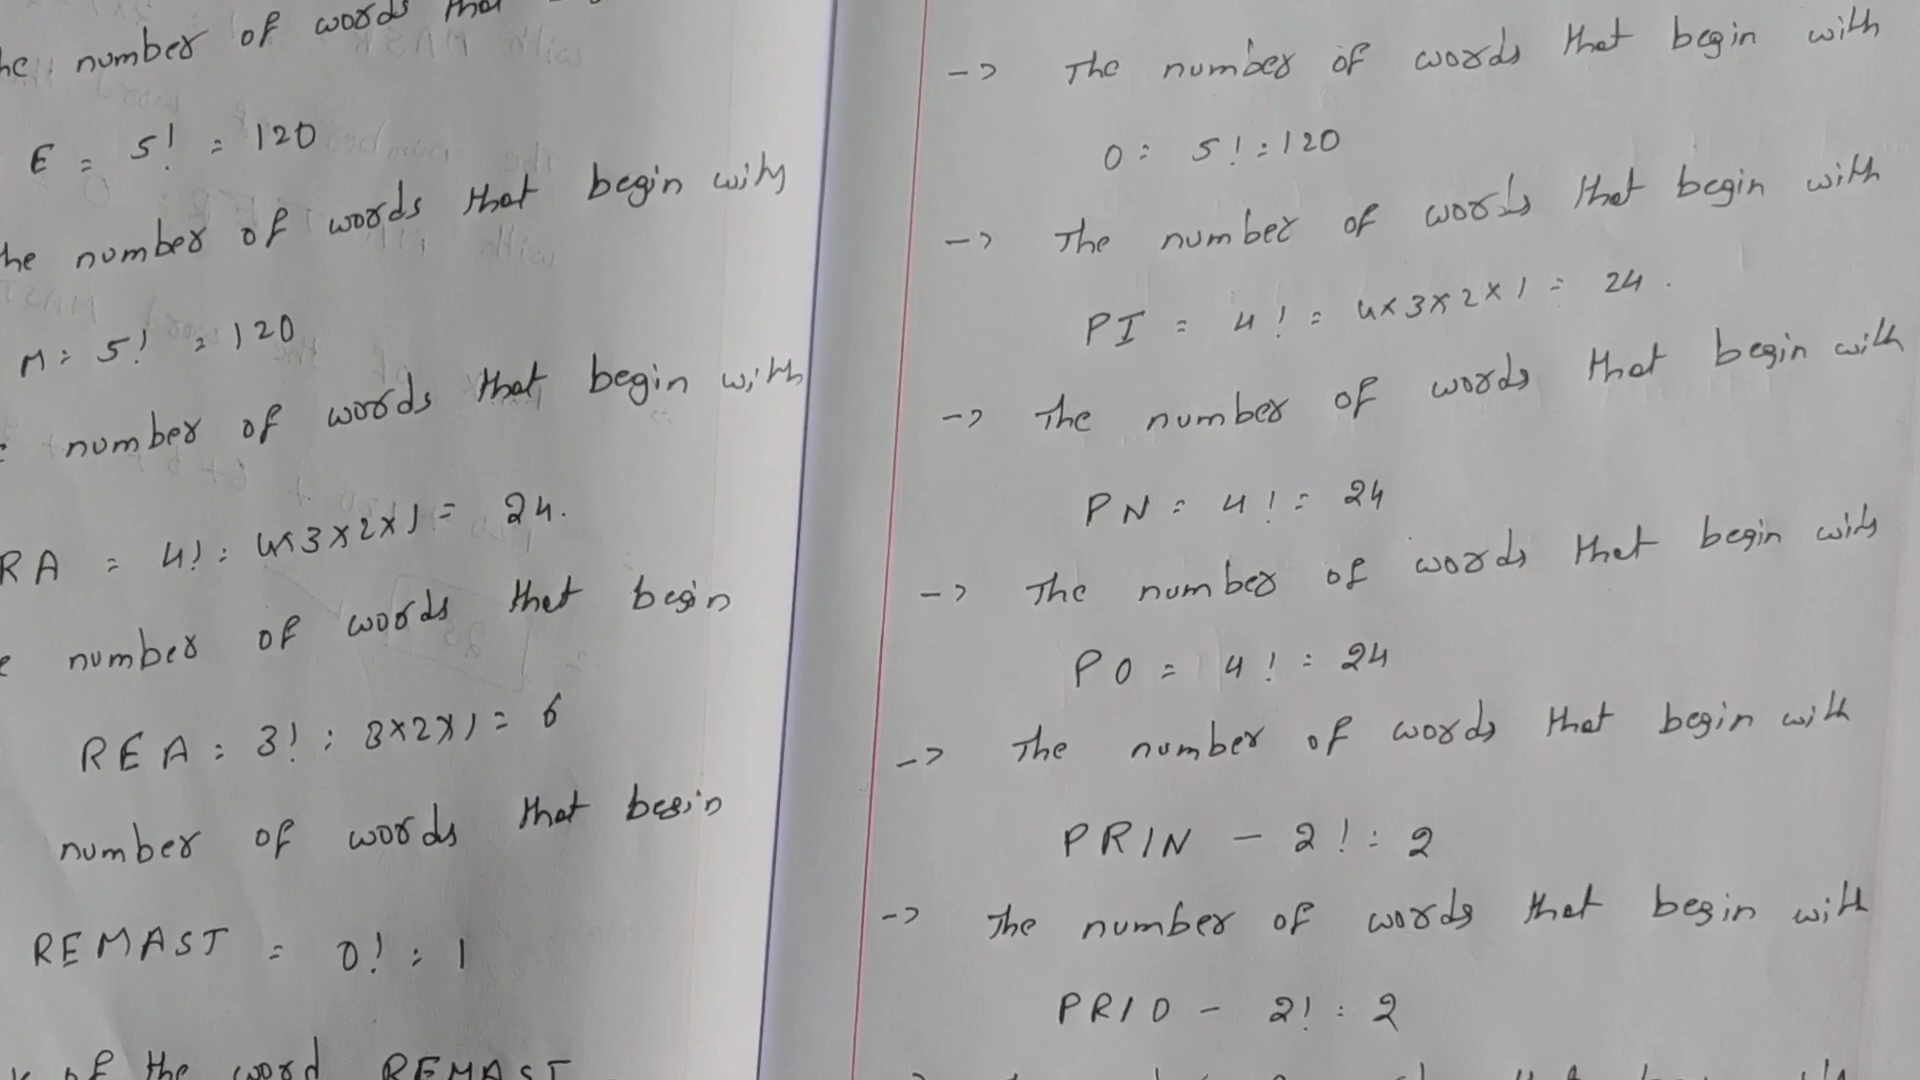 number of words
E = 5! = 120
number of words that begin with
M = 5! = 120
number of words that begin with
RA = 4! = 4×3×2×1 = 24.
number of words that begin
REA = 3! = 3×2×1 = 6
number of words that begin
REMAST = 0! = 1
of the word REMAST
-> The number of words that begin with
O = 5! = 120
-> The number of words that begin with
PI = 4! = 4×3×2×1 = 24.
-> The number of words that begin with
PN = 4! = 24
-> The number of words that begin with
PO = 4! = 24
-> The number of words that begin with
PRIN - 2! = 2
-> The number of words that begin with
PRIO - 2! = 2